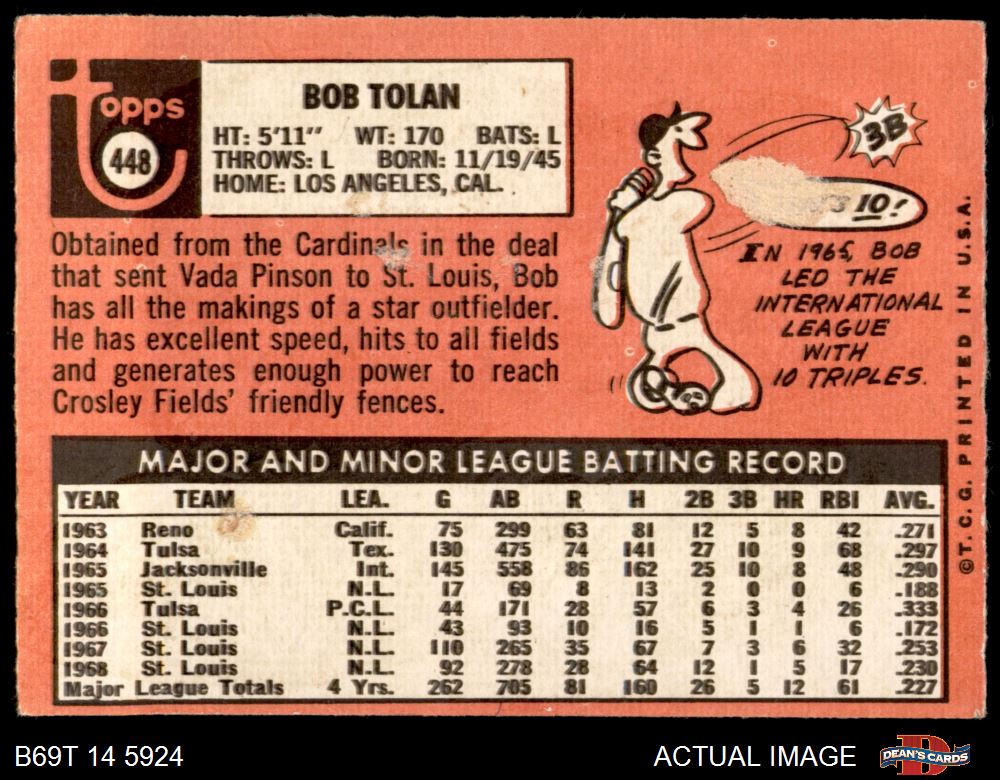 Topps
448
BOB TOLAN
HT: 5'11" WT: 170 BATS: L
THROWS: L BORN: 11/19/45
HOME: LOS ANGELES, CAL.
Obtained from the Cardinals in the deal
that sent Vada Pinson to St. Louis, Bob
has all the makings of a star outfielder.
He has excellent speed, hits to all fields
and generates enough power to reach
Crosley Fields' friendly fences.
3B
10!
IN 1965, BOB
LED THE
INTERNATIONAL
LEAGUE
WITH
10 TRIPLES.
©T.C.G. PRINTED IN U.S.A.
MAJOR AND MINOR LEAGUE BATTING RECORD
YEAR TEAM LEA. G AB R H 2B 3B HR RBI AVG.
1963 Reno Calif. 75 299 63 81 12 5 8 42 .271
1964 Tulsa Tex. 130 475 74 141 27 10 9 68 .297
1965 Jacksonville Int. 145 558 86 162 25 10 8 48 .290
1965 St. Louis N.L. 17 69 8 13 2 0 0 6 .188
1966 Tulsa P.C.L. 44 171 28 57 6 3 4 26 .333
1966 St. Louis N.L. 43 93 10 16 5 1 1 6 .172
1967 St. Louis N.L. 110 265 35 67 7 3 6 32 .253
1968 St. Louis N.L. 92 278 28 64 12 1 5 17 .230
Major League Totals 4 Yrs. 262 705 81 160 26 5 12 61 .227
B69T 14 5924
ACTUAL IMAGE
DEAN'S CARDS